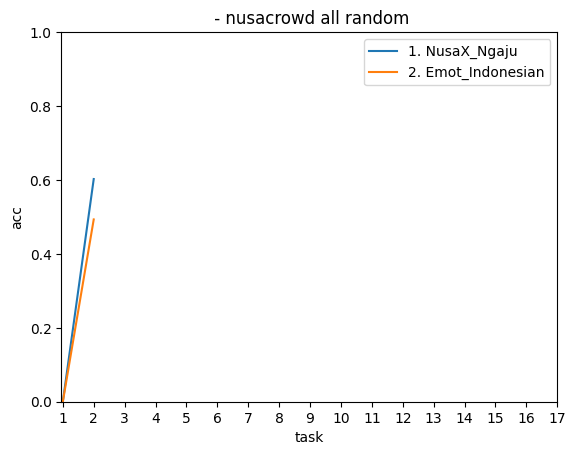 - nusacrowd all random
1.0
0.8
0.6
0.4
0.2
0.0
acc
1. NusaX_Ngaju
2. Emot_Indonesian
1 2 3 4 5 6 7 8 9 10 11 12 13 14 15 16 17
task